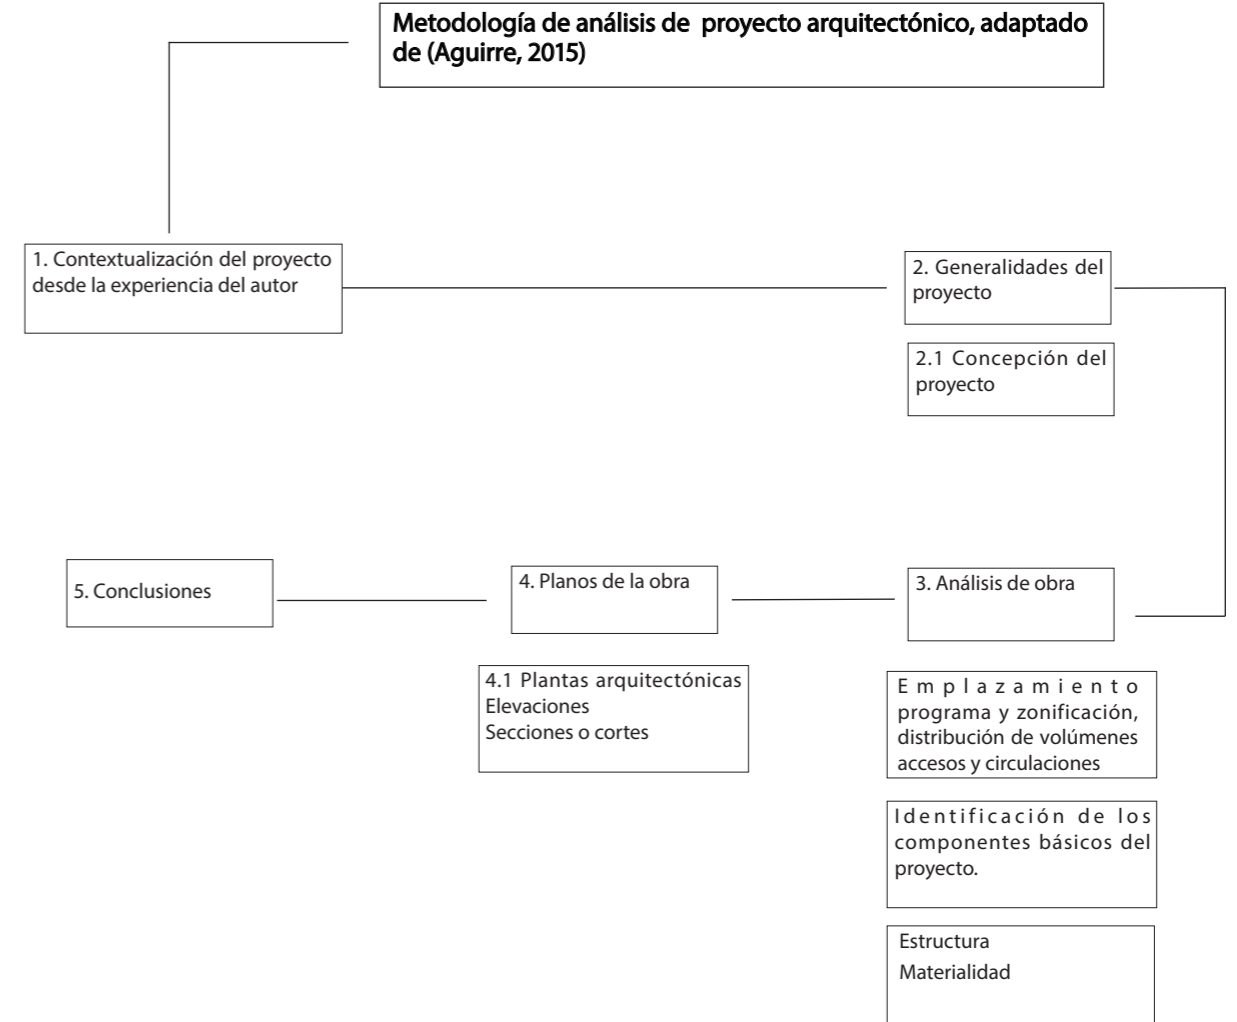 Metodología de análisis de proyecto arquitectónico, adaptado
de (Aguirre, 2015)
1. Contextualización del proyecto
desde la experiencia del autor
2. Generalidades del
proyecto
2.1 Concepción del
proyecto
3. Análisis de obra
Emplazamiento
programa y zonificación,
distribución de volúmenes
accesos y circulaciones
Identificación de los
componentes básicos del
proyecto.
Estructura
Materialidad
4. Planos de la obra
4.1 Plantas arquitectónicas
Elevaciones
Secciones o cortes
5. Conclusiones